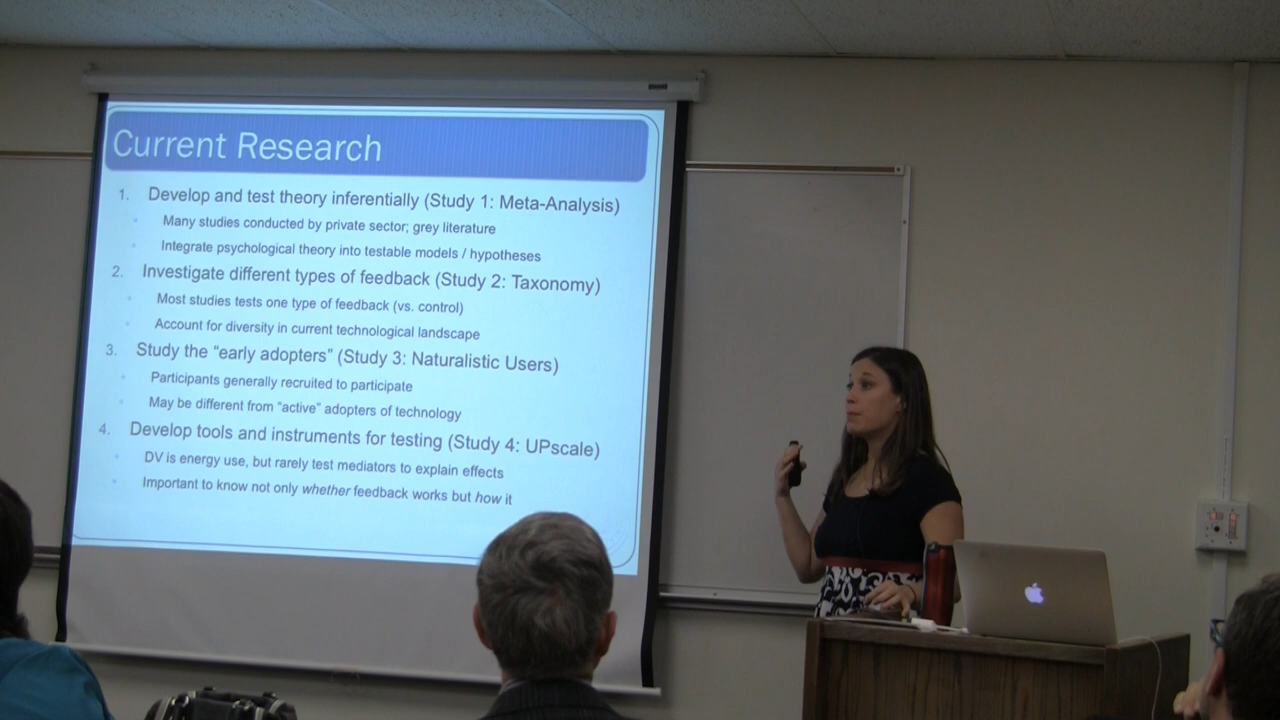 Current Research
1. Develop and test theory inferentially (Study 1: Meta-Analysis)
Many studies conducted by private sector; grey literature
Integrate psychological theory into testable models / hypotheses
2. Investigate different types of feedback (Study 2: Taxonomy)
Most studies tests one type of feedback (vs. control)
Account for diversity in current technological landscape
3. Study the “early adopters” (Study 3: Naturalistic Users)
Participants generally recruited to participate
May be different from “active” adopters of technology
4. Develop tools and instruments for testing (Study 4: UPscale)
DV is energy use, but rarely test mediators to explain effects
Important to know not only whether feedback works but how it